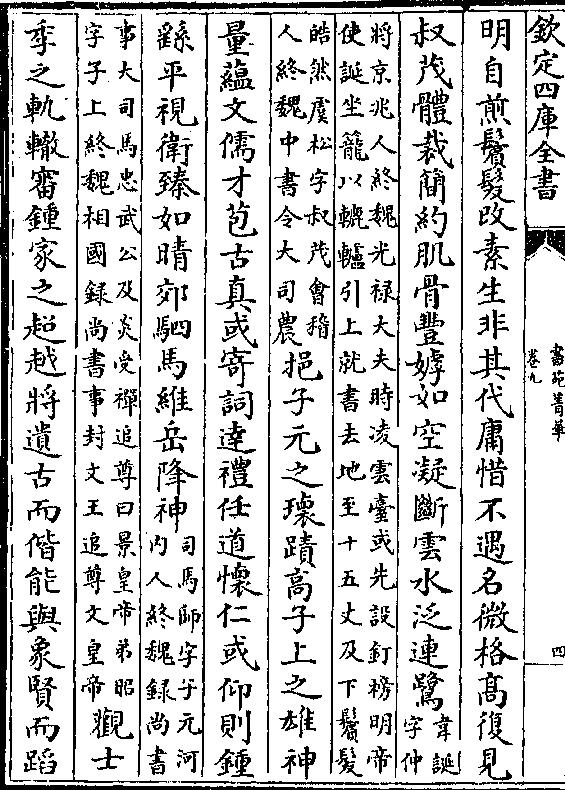 欽定四庫全書
書苑菁華
卷九
四
明自煎鬢髮改素生非其代庸惜不遇名微格髙復見
叔茂體裁簡約肌骨豐嫭如空凝斷雲水泛連鷺
韋誕
字仲
將京兆人終魏光禄大夫時凌雲臺或先設釘榜明帝
使誕坐籠以轆轤引上就書去地至十五丈及下鬢髮
皓然虞松字叔茂會稽
人終魏中書令大司農
挹子元之瓌蹟髙子上之雄神
量蘊文儒才苞古真或寄詞達禮任道懷仁或仰則鍾
繇平視衛臻如晴郊駟馬維岳降神
司馬師字子元河
内人終魏録尚書
事大司馬忠武公及炎受禪追尊曰景皇帝弟昭
字子上終魏相國録尚書事封文王追尊文皇帝
觀士
季之軌轍審鍾家之超越將遺古而偕能與象賢而蹈